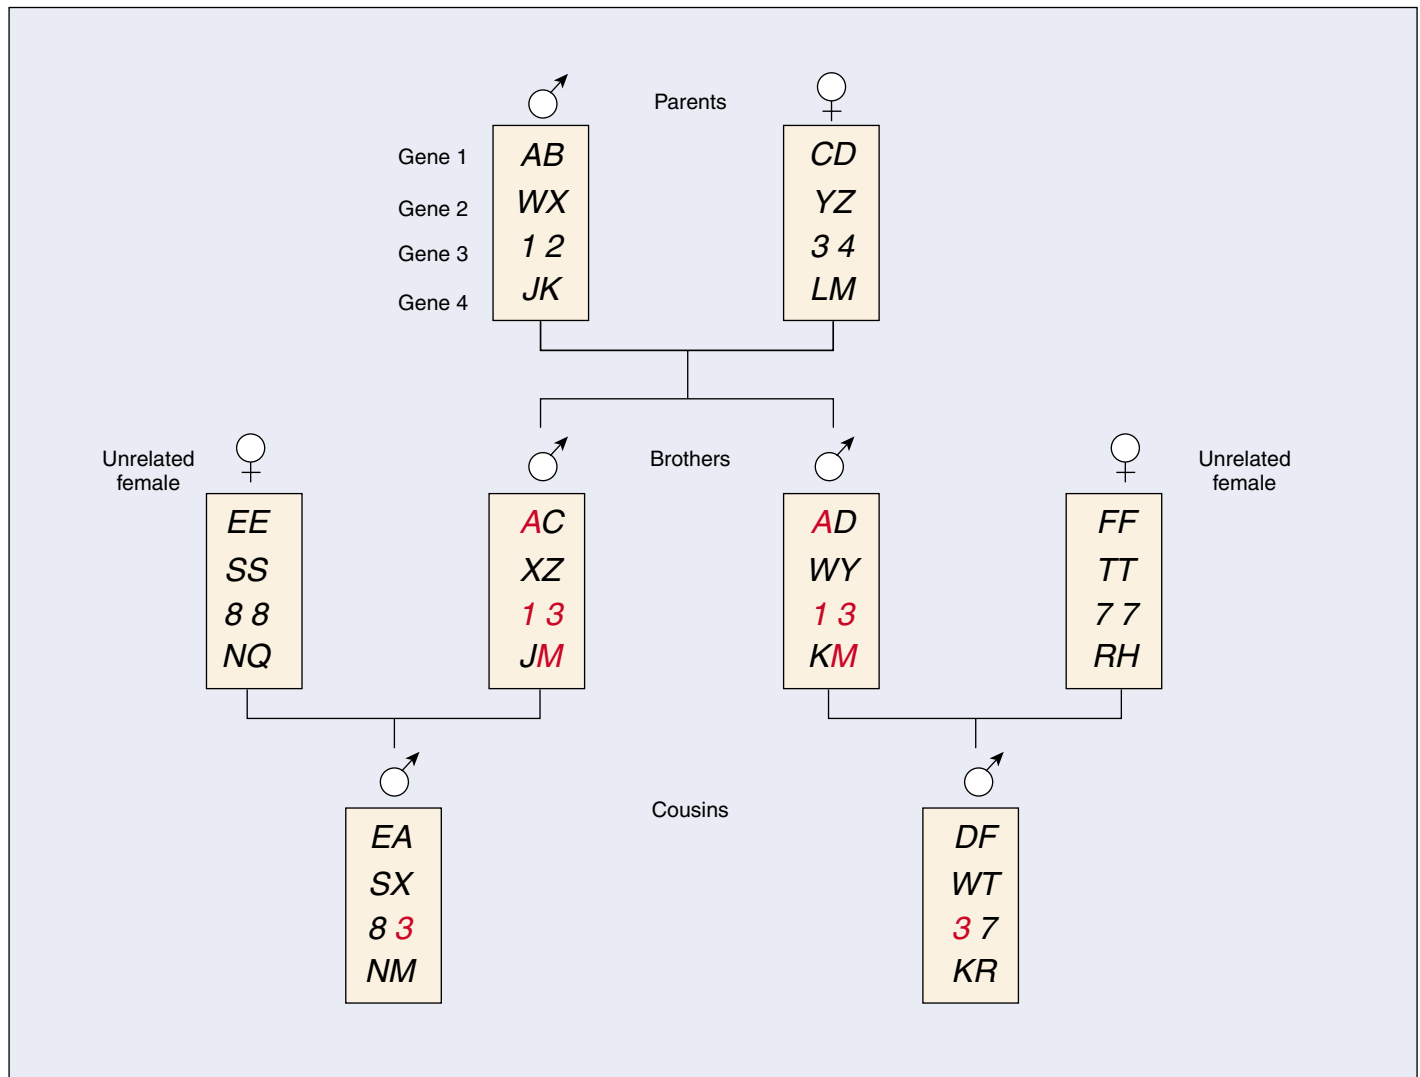 Parents
Gene 1
AB
CD
Gene 2
WX
YZ
Gene 3
1 2
3 4
Gene 4
JK
LM
Unrelated
female
Brothers
Unrelated
female
EE
AC
AD
FF
SS
XZ
WY
TT
8 8
1 3
1 3
7 7
NQ
JM
KM
RH
Cousins
EA
DF
SX
WT
8 3
3 7
NM
KR